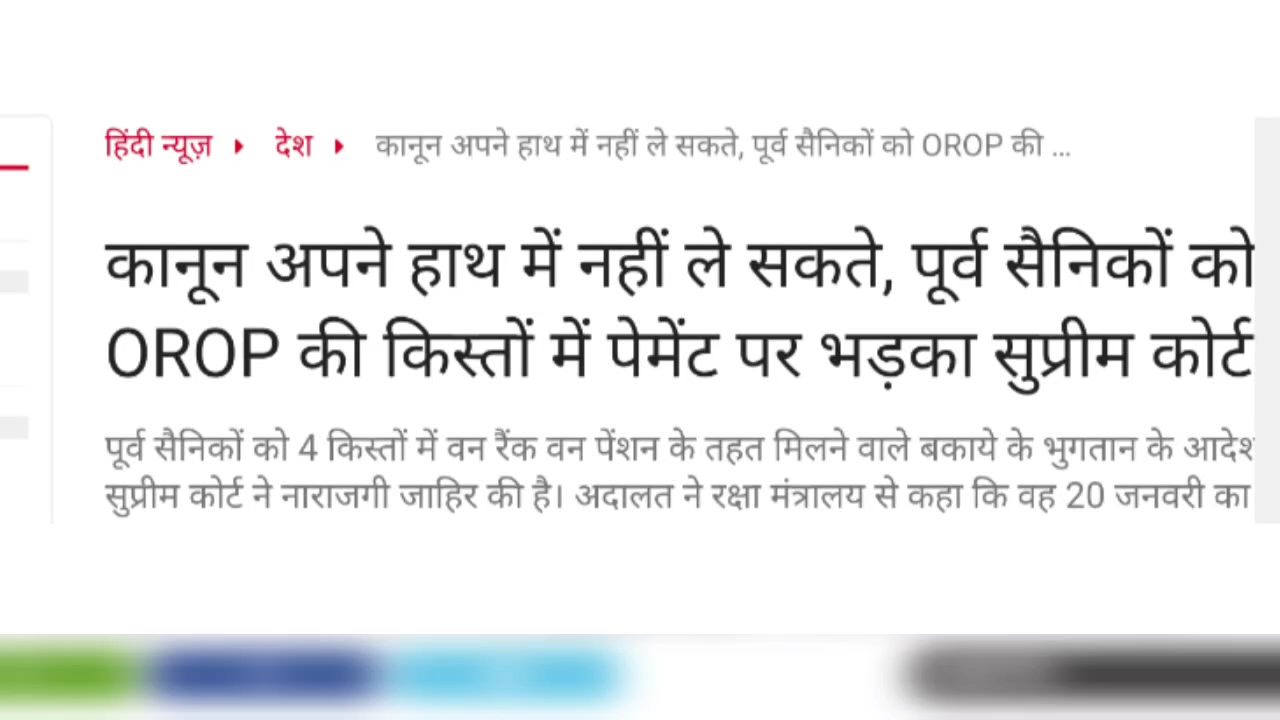 हिंदी न्यूज़ देश कानून अपने हाथ में नहीं ले सकते, पूर्व सैनिकों को OROP की ...
कानून अपने हाथ में नहीं ले सकते, पूर्व सैनिकों को
OROP की किस्तों में पेमेंट पर भड़का सुप्रीम कोर्ट
पूर्व सैनिकों को 4 किस्तों में वन रैंक वन पेंशन के तहत मिलने वाले बकाये के भुगतान के आदेश
सुप्रीम कोर्ट ने नाराजगी जाहिर की है। अदालत ने रक्षा मंत्रालय से कहा कि वह 20 जनवरी का